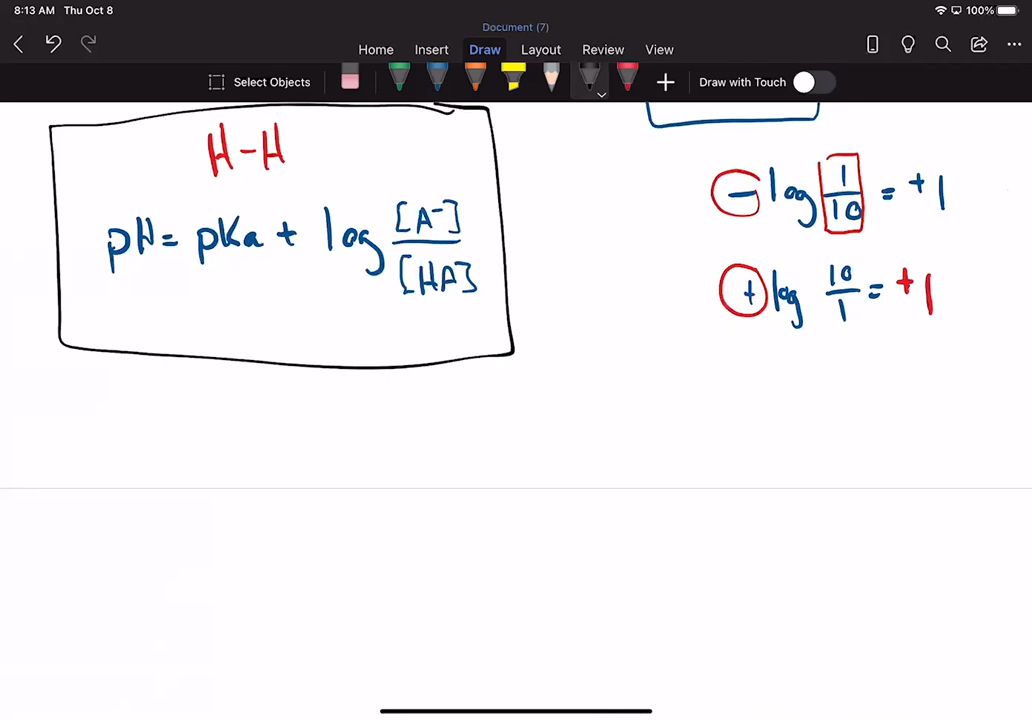 8:13 AM Thu Oct 8
100%
Document (7)
Home Insert Draw Layout Review View
Select Objects
Draw with Touch
H-H
pH = pKa + log [A⁻]/[HA]
- log 1/10 = +1
+ log 10/1 = +1